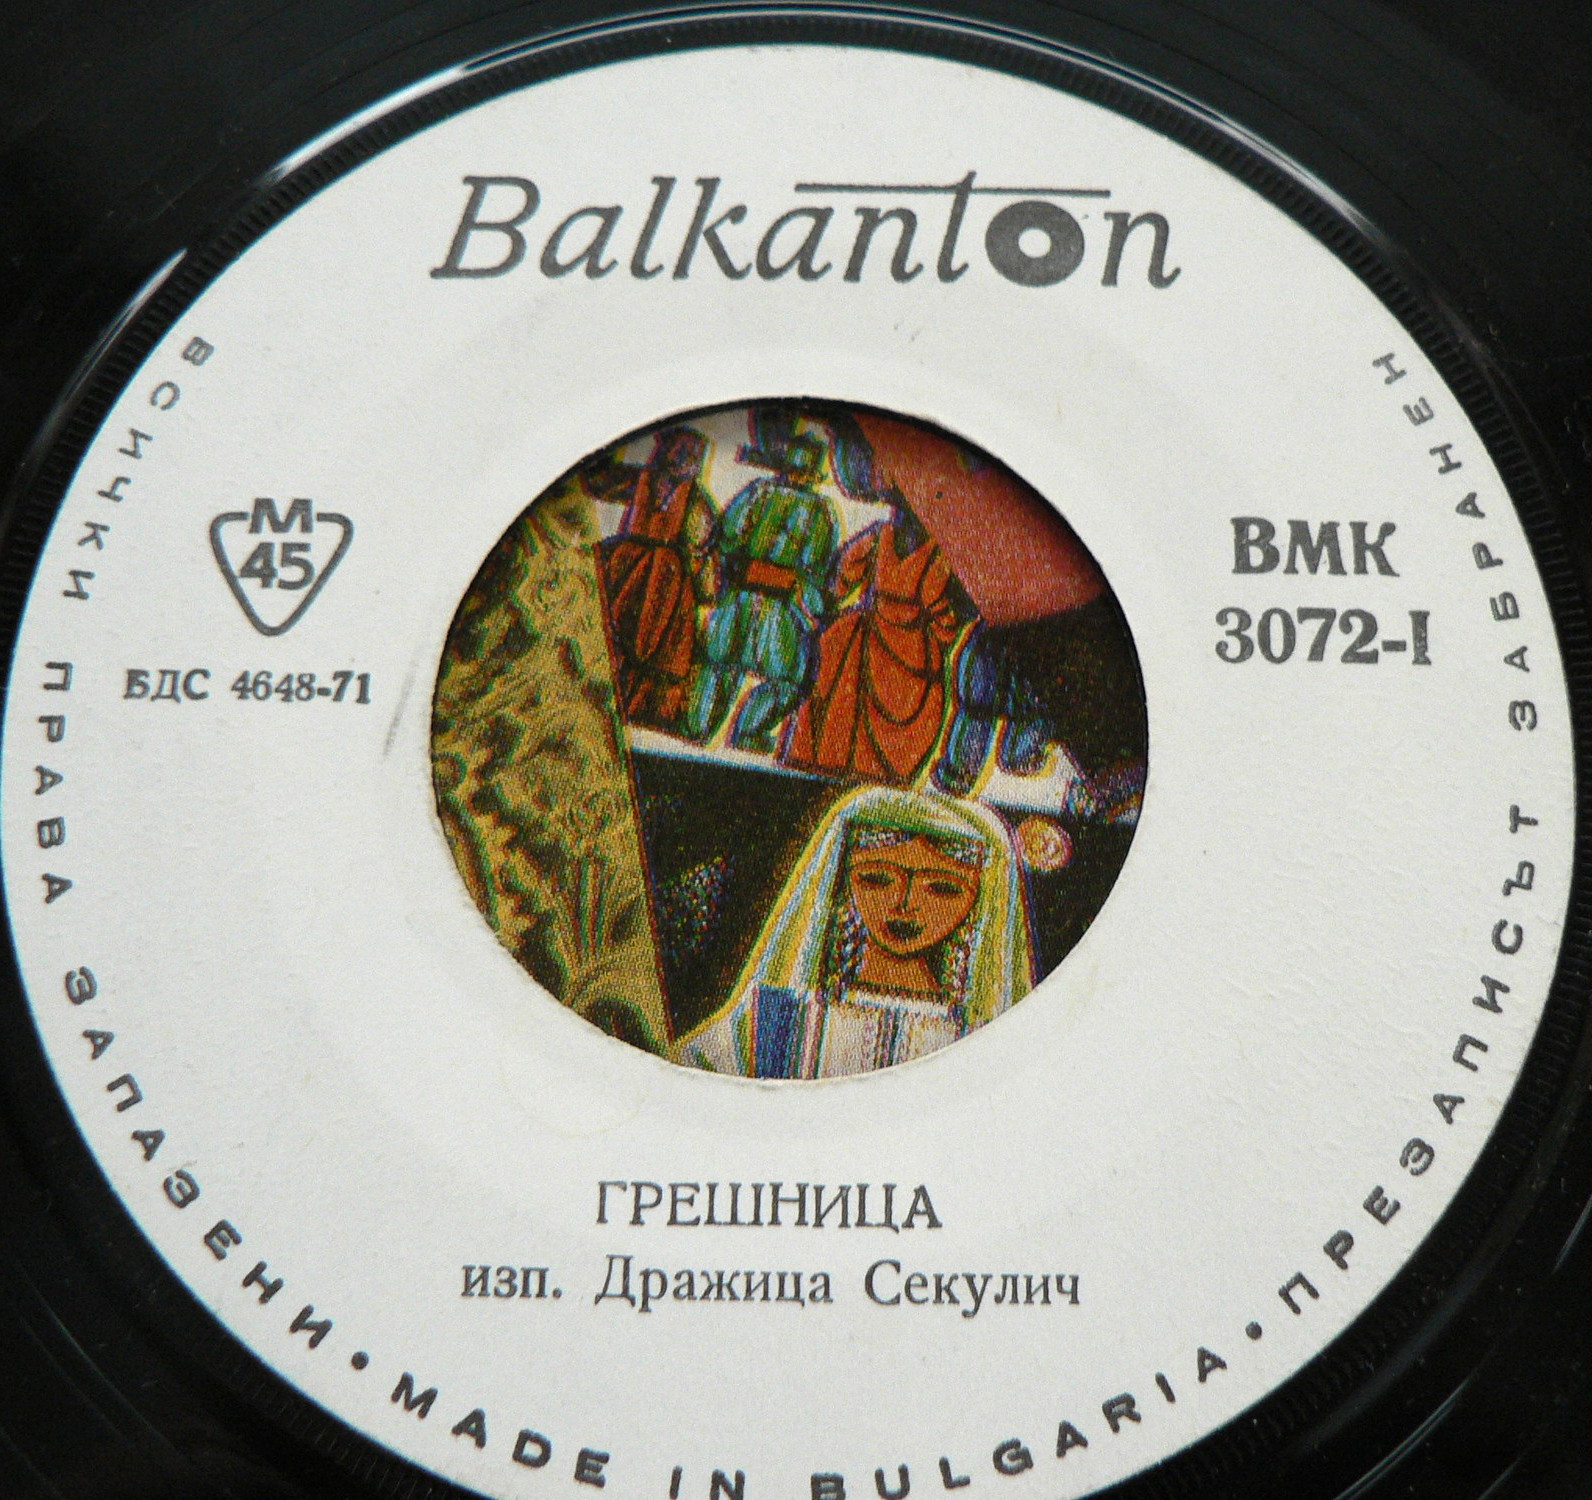 Balkanton
М
45
БДС 4648-71
ВМК
3072-I
ГРЕШНИЦА
изп. Дражица Секулич
ВСИЧКИ ПРАВА ЗАПАЗЕНИ • MADE IN BULGARIA • ПРЕЗАПИСЪТ ЗАБРАНЕН